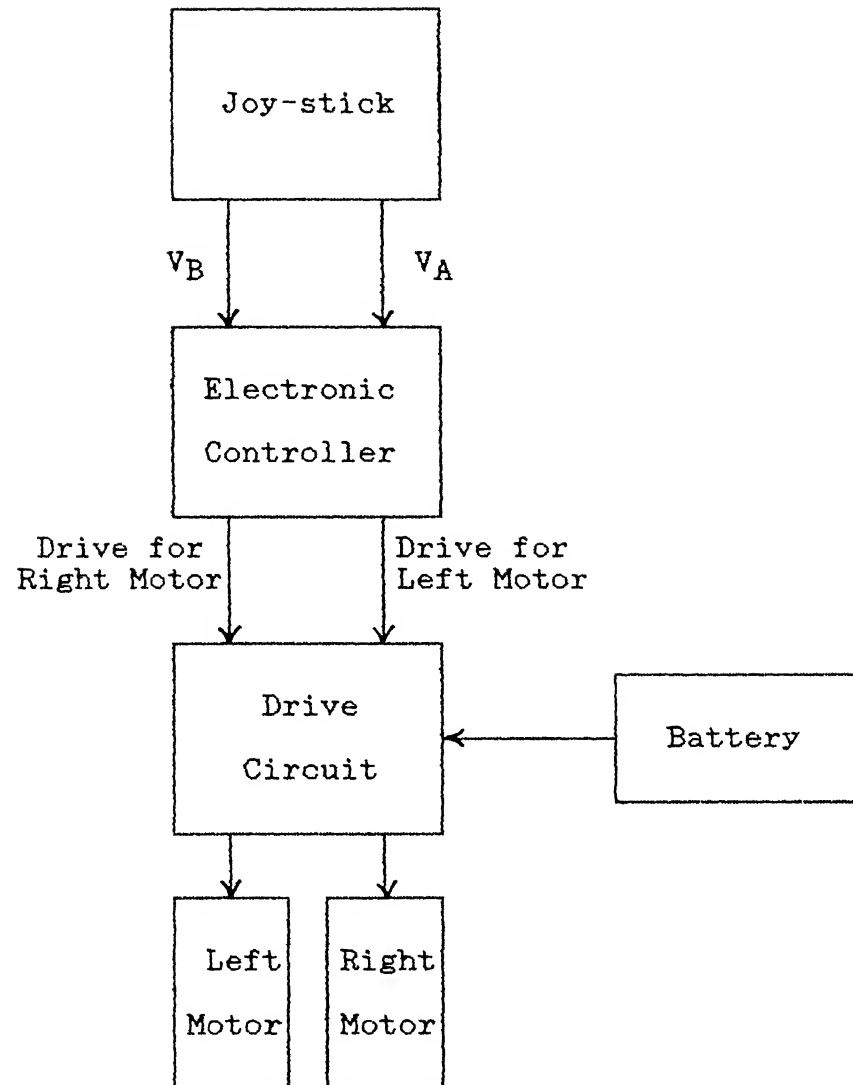 Joy-stick
V_B
V_A
Electronic
Controller
Drive for
Right Motor
Drive for
Left Motor
Drive
Circuit
Battery
Left
Motor
Right
Motor